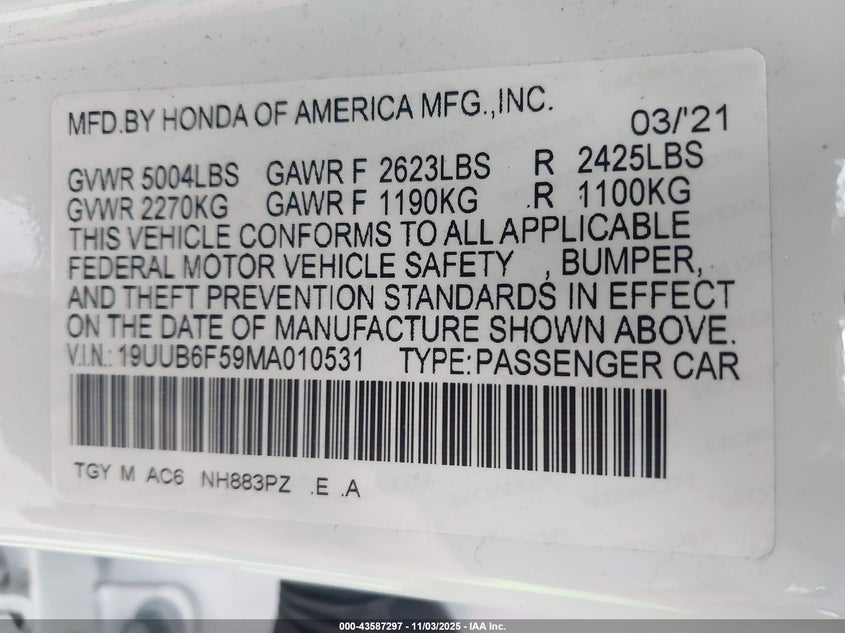 MFD.BY HONDA OF AMERICA MFG.,INC. 03/'21
GVWR 5004LBS GAWR F 2623LBS R 2425LBS
GVWR 2270KG GAWR F 1190KG .R 1100KG
THIS VEHICLE CONFORMS TO ALL APPLICABLE
FEDERAL MOTOR VEHICLE SAFETY , BUMPER,
AND THEFT PREVENTION STANDARDS IN EFFECT
ON THE DATE OF MANUFACTURE SHOWN ABOVE.
V.I.N.: 19UUB6F59MA010531 TYPE: PASSENGER CAR
TGY M AC6 NH883PZ .E .A
000-43587297 - 11/03/2025 - IAA Inc.